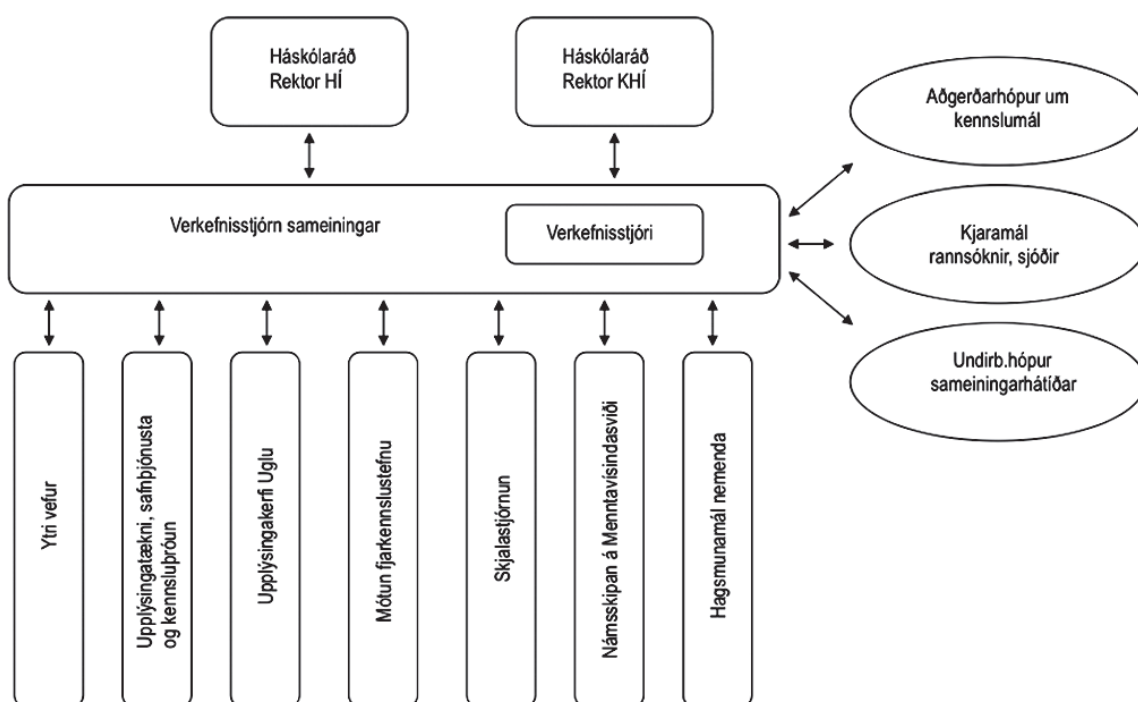 Háskólaráð
Rektor HÍ
Háskólaráð
Rektor KHÍ
Aðgerðarhópur um
kennslumál
Verkefnisstjórn sameiningar
Verkefnisstjóri
Kjaramál
rannsóknir, sjóðir
Undirb.hópur
sameiningarhátíðar
Ytri vefur
Upplýsingatækni, safnþjónusta
og kennsluþróun
Upplýsingakerfi Uglu
Mótun fjarkennslustefnu
Skjalastjórnun
Námsskipan á Menntavisindasviði
Hagsmunamál nemenda